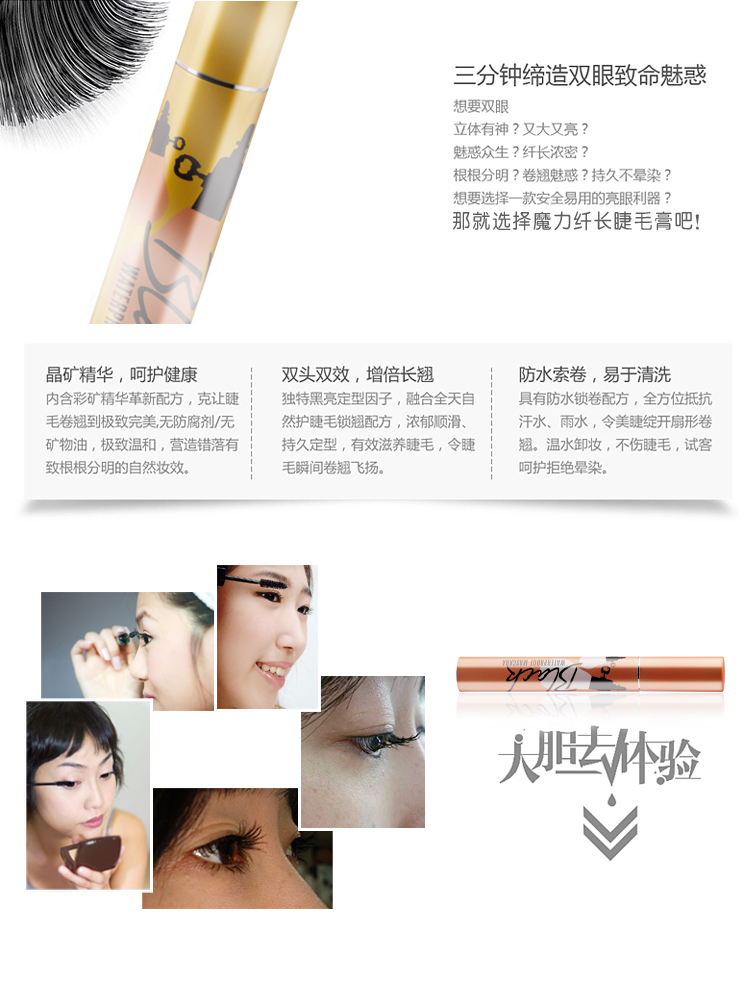 三分钟缔造双眼致命魅惑
想要双眼
立体有神？又大又亮？
魅惑众生？纤长浓密？
根根分明？卷翘魅惑？持久不晕染？
想要选择一款安全易用的亮眼利器？
那就选择魔力纤长睫毛膏吧!
晶矿精华，呵护健康
内含彩矿精华革新配方，克让睫
毛卷翘到极致完美,无防腐剂/无
矿物油，极致温和，营造错落有
致根根分明的自然妆效。
双头双效，增倍长翘
独特黑亮定型因子，融合全天自
然护睫毛锁翘配方，浓郁顺滑、
持久定型，有效滋养睫毛，令睫
毛瞬间卷翘飞扬。
防水索卷，易于清洗
具有防水锁卷配方，全方位抵抗
汗水、雨水，令美睫绽开扇形卷
翘。温水卸妆，不伤睫毛，试客
呵护拒绝晕染。
Black
WATERPROOF MASCARA
大胆去体验